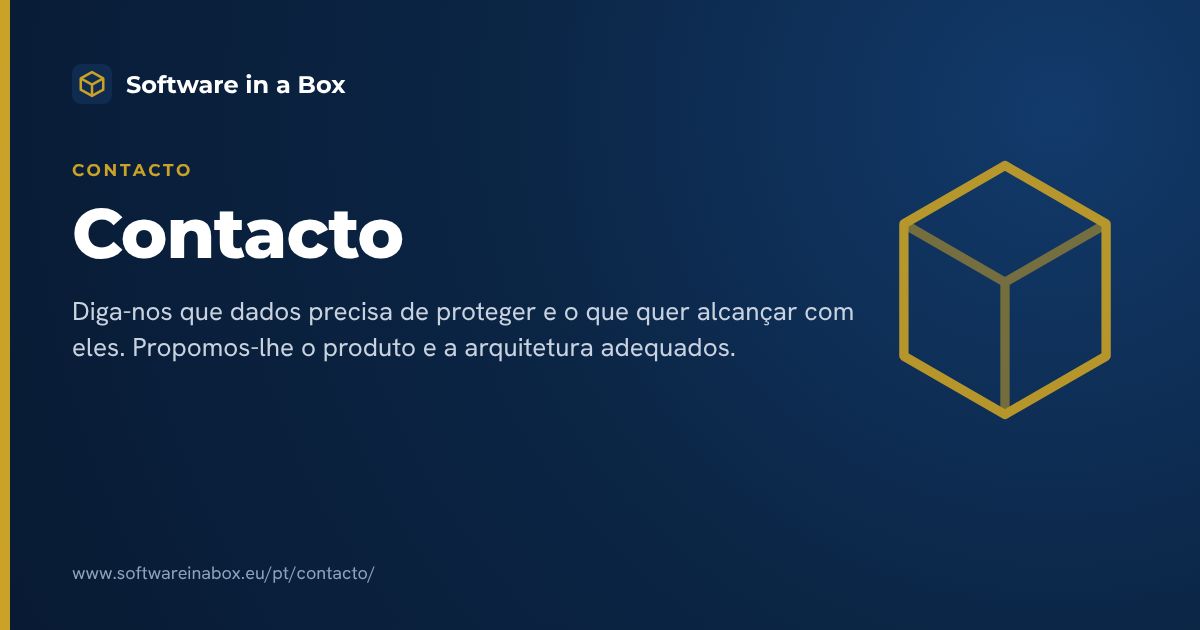 Software in a Box
CONTACTO
Contacto
Diga-nos que dados precisa de proteger e o que quer alcançar com
eles. Propomos-lhe o produto e a arquitetura adequados.
www.softwareinabox.eu/pt/contacto/